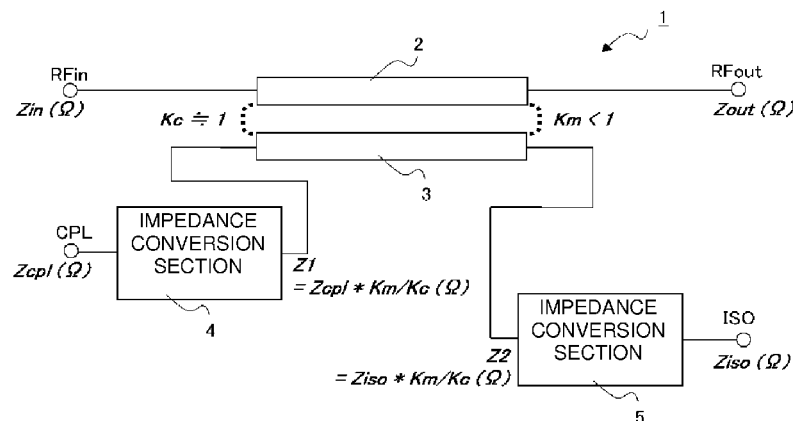 1
2
RFin
RFout
Zin (Ω)
Kc ≒ 1
Km < 1
Zout (Ω)
3
CPL
IMPEDANCE
CONVERSION
SECTION
Zcpl (Ω)
Z1
= Zcpl * Km/Kc (Ω)
4
IMPEDANCE
CONVERSION
SECTION
ISO
Z2
= Ziso * Km/Kc (Ω)
Ziso (Ω)
5